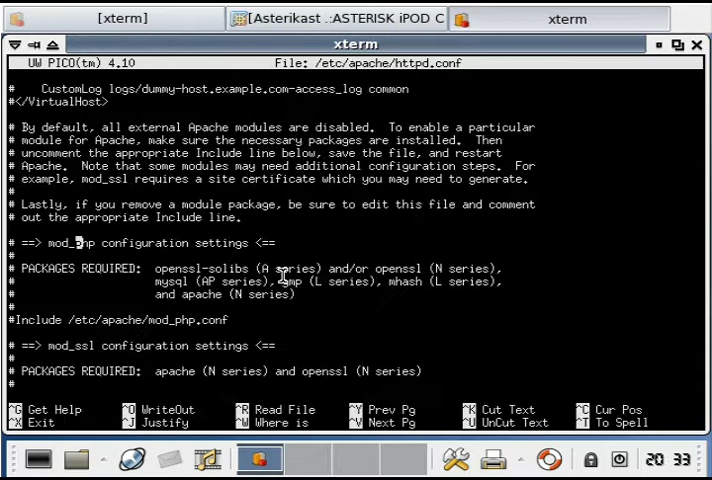 [xterm]
[Asterikast .:ASTERISK iPOD C
xterm
xterm
UW PICO(tm) 4.10 File: /etc/apache/httpd.conf
#    CustomLog logs/dummy-host.example.com-access_log common
#</VirtualHost>
# By default, all external Apache modules are disabled.  To enable a particular
# module for Apache, make sure the necessary packages are installed.  Then
# uncomment the appropriate Include line below, save the file, and restart
# Apache.  Note that some modules may need additional configuration steps.  For
# example, mod_ssl requires a site certificate which you may need to generate.
#
# Lastly, if you remove a module package, be sure to edit this file and comment
# out the appropriate Include line.
# ==> mod_php configuration settings <==
#
# PACKAGES REQUIRED:  openssl-solibs (A series) and/or openssl (N series),
#                     mysql (AP series), gmp (L series), mhash (L series),
#                     and apache (N series)
#
#Include /etc/apache/mod_php.conf
# ==> mod_ssl configuration settings <==
#
# PACKAGES REQUIRED:  apache (N series) and openssl (N series)
#
^G Get Help ^O WriteOut ^R Read File ^Y Prev Pg ^K Cut Text ^C Cur Pos
^X Exit ^J Justify ^W Where is ^V Next Pg ^U UnCut Text ^T To Spell
20 33